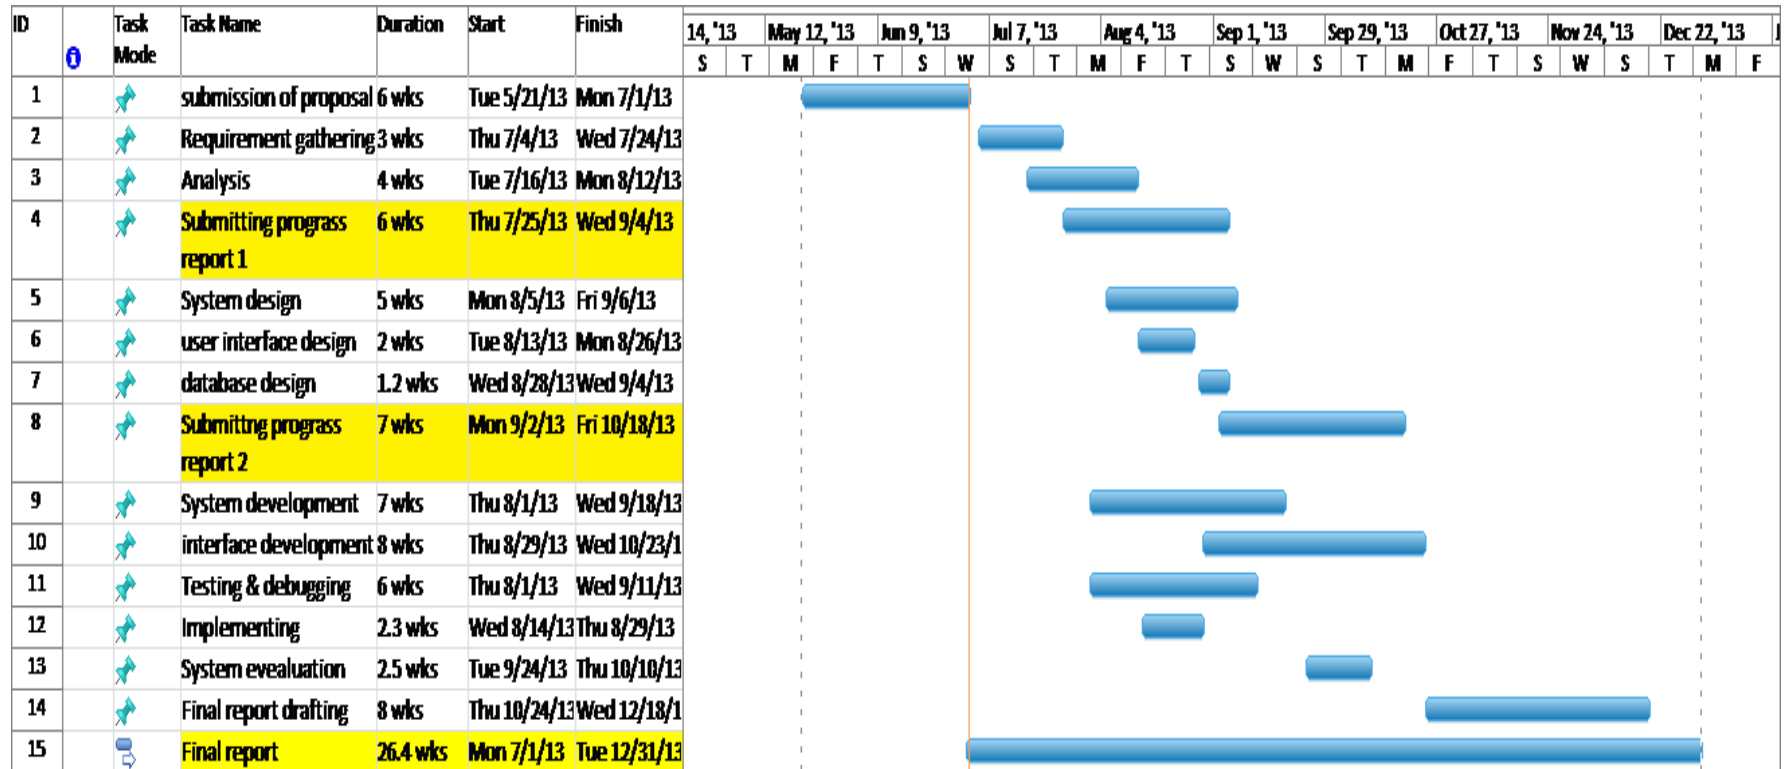 ID Task Task Name Duration Start Finish 14, '13 May 12, '13 Jun 9, '13 Jul 7, '13 Aug 4, '13 Sep 1, '13 Sep 29, '13 Oct 27, '13 Nov 24, '13 Dec 22, '13
Mode S T M F T S W S T M F T S W S T M F T S W S T M F
1 submission of proposal 6 wks Tue 5/21/13 Mon 7/1/13
2 Requirement gathering 3 wks Thu 7/4/13 Wed 7/24/13
3 Analysis 4 wks Tue 7/16/13 Mon 8/12/13
4 Submitting prograss 6 wks Thu 7/25/13 Wed 9/4/13
report 1
5 System design 5 wks Mon 8/5/13 Fri 9/6/13
6 user interface design 2 wks Tue 8/13/13 Mon 8/26/13
7 database design 1.2 wks Wed 8/28/13 Wed 9/4/13
8 Submittng prograss 7 wks Mon 9/2/13 Fri 10/18/13
report 2
9 System development 7 wks Thu 8/1/13 Wed 9/18/13
10 interface development 8 wks Thu 8/29/13 Wed 10/23/1
11 Testing & debugging 6 wks Thu 8/1/13 Wed 9/11/13
12 Implementing 2.3 wks Wed 8/14/13 Thu 8/29/13
13 System evealuation 2.5 wks Tue 9/24/13 Thu 10/10/13
14 Final report drafting 8 wks Thu 10/24/13 Wed 12/18/1
15 Final report 26.4 wks Mon 7/1/13 Tue 12/31/13